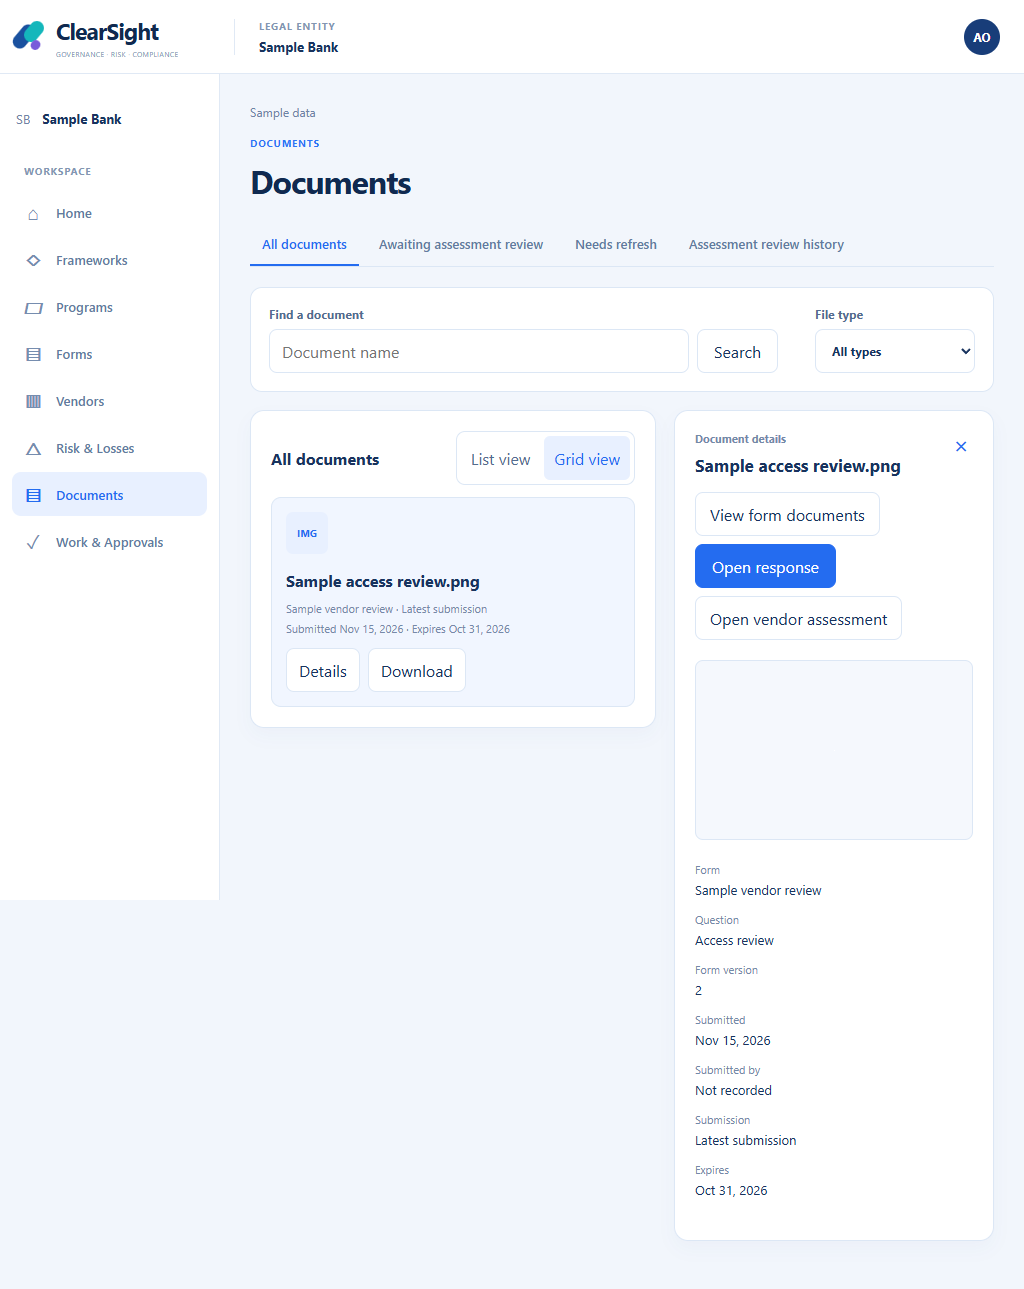 ClearSight
GOVERNANCE · RISK · COMPLIANCE
LEGAL ENTITY
Sample Bank
AO
SB Sample Bank
WORKSPACE
Home
Frameworks
Programs
Forms
Vendors
Risk & Losses
Documents
Work & Approvals
Sample data
DOCUMENTS
Documents
All documents
Awaiting assessment review
Needs refresh
Assessment review history
Find a document
Document name
Search
File type
All types
All documents
List view
Grid view
IMG
Sample access review.png
Sample vendor review · Latest submission
Submitted Nov 15, 2026 · Expires Oct 31, 2026
Details
Download
Document details
Sample access review.png
View form documents
Open response
Open vendor assessment
Form
Sample vendor review
Question
Access review
Form version
2
Submitted
Nov 15, 2026
Submitted by
Not recorded
Submission
Latest submission
Expires
Oct 31, 2026